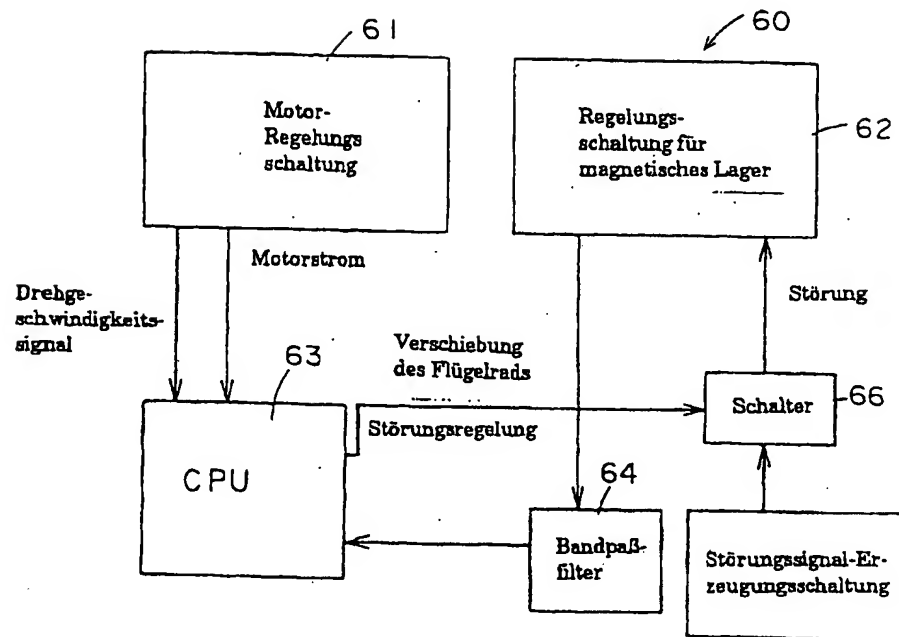 61
60
Motor-
Regelungs
schaltung
Regelungs-
schaltung für
magnetisches Lager
62
Motorstrom
Drehge-
schwindigkeits-
signal
Störung
Verschiebung
des Flügelrads
63
Störungsregelung
Schalter
66
CPU
64
Bandpaß-
filter
Störungssignal-Er-
zeugungsschaltung